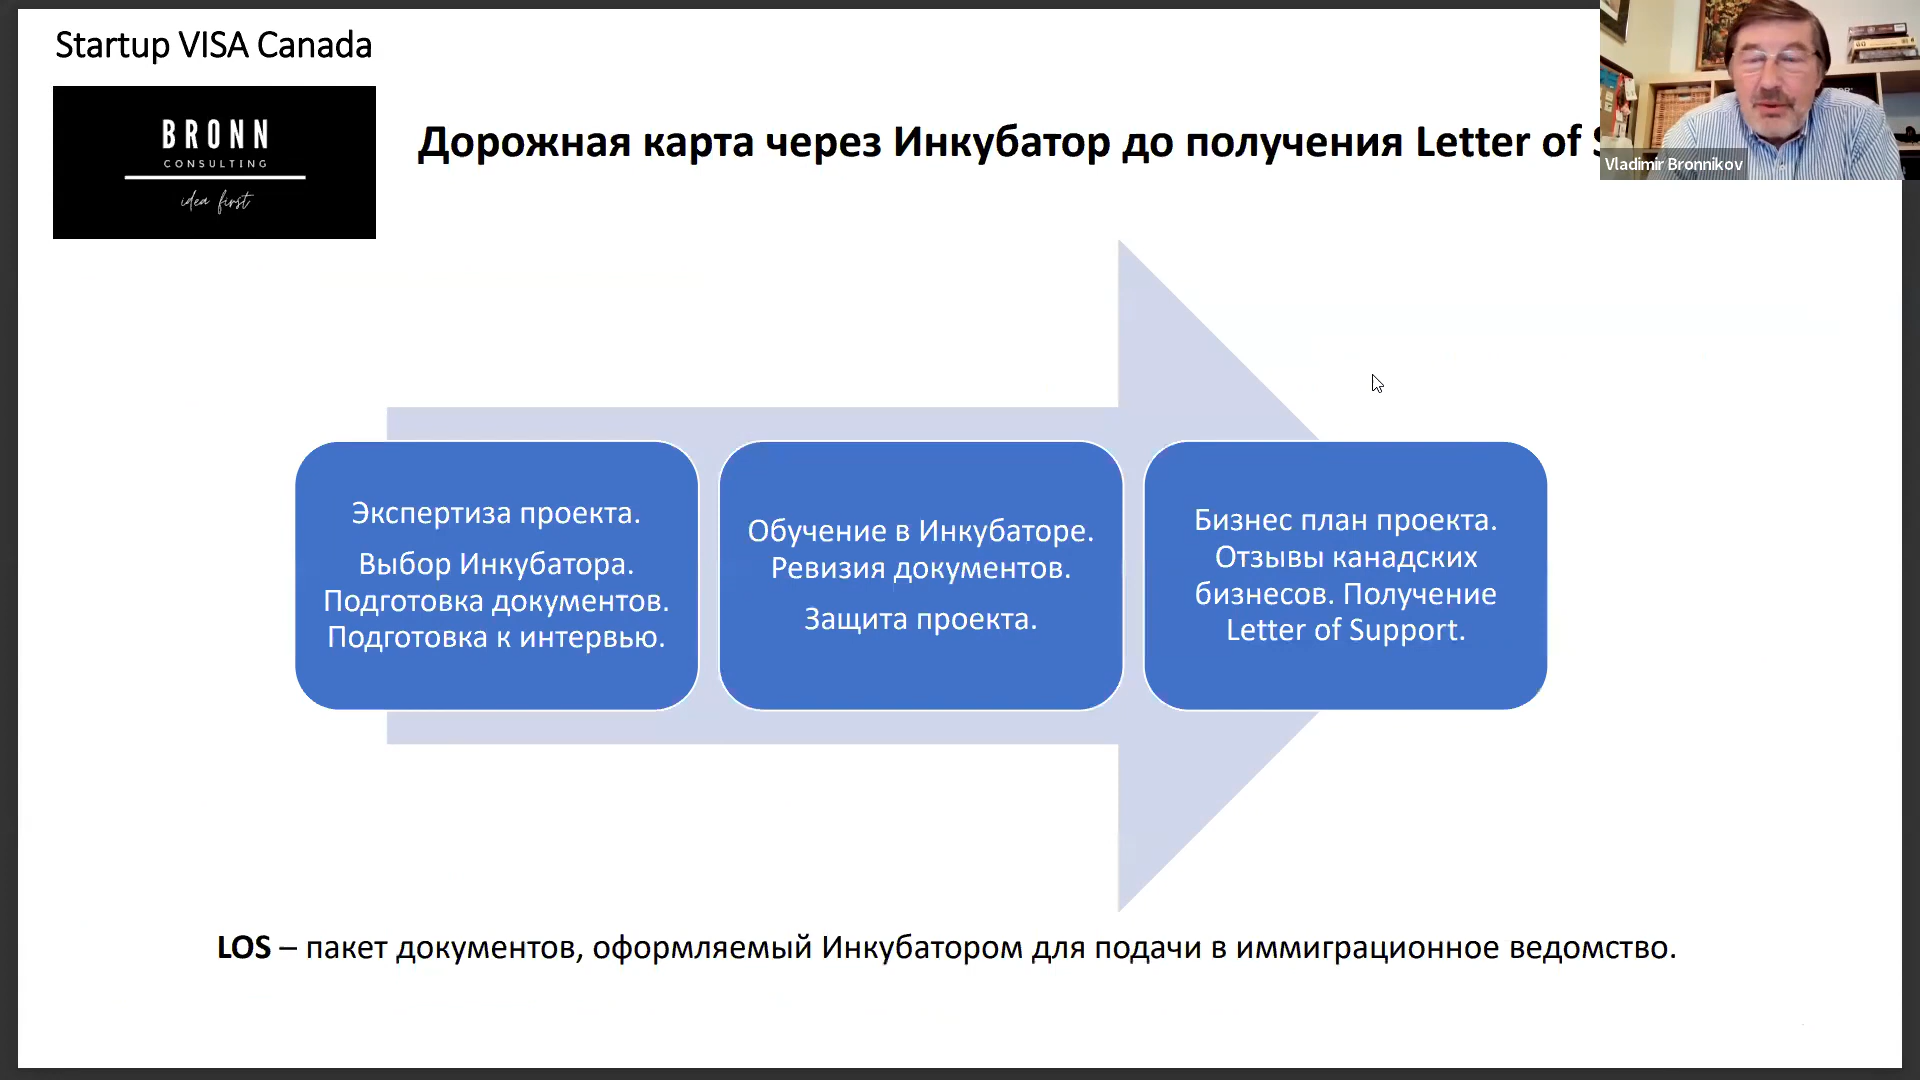 Startup VISA Canada
BRONN
CONSULTING
idea first
Дорожная карта через Инкубатор до получения Letter of
Vladimir Bronnikov
Экспертиза проекта.
Выбор Инкубатора.
Подготовка документов.
Подготовка к интервью.
Обучение в Инкубаторе.
Ревизия документов.
Защита проекта.
Бизнес план проекта.
Отзывы канадских
бизнесов. Получение
Letter of Support.
LOS – пакет документов, оформляемый Инкубатором для подачи в иммиграционное ведомство.